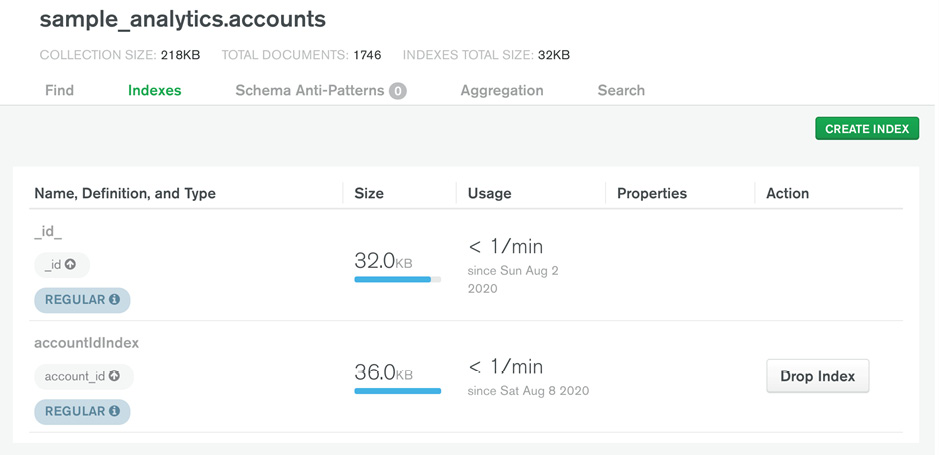 sample_analytics.accounts
COLLECTION SIZE: 218KB TOTAL DOCUMENTS: 1746 INDEXES TOTAL SIZE: 32KB
Find Indexes Schema Anti-Patterns 0 Aggregation Search
CREATE INDEX
Name, Definition, and Type Size Usage Properties Action
_id_
_id
REGULAR
32.0KB
< 1/min
since Sun Aug 2
2020
accountIdIndex
account_id
REGULAR
36.0KB
< 1/min
since Sat Aug 8 2020
Drop Index